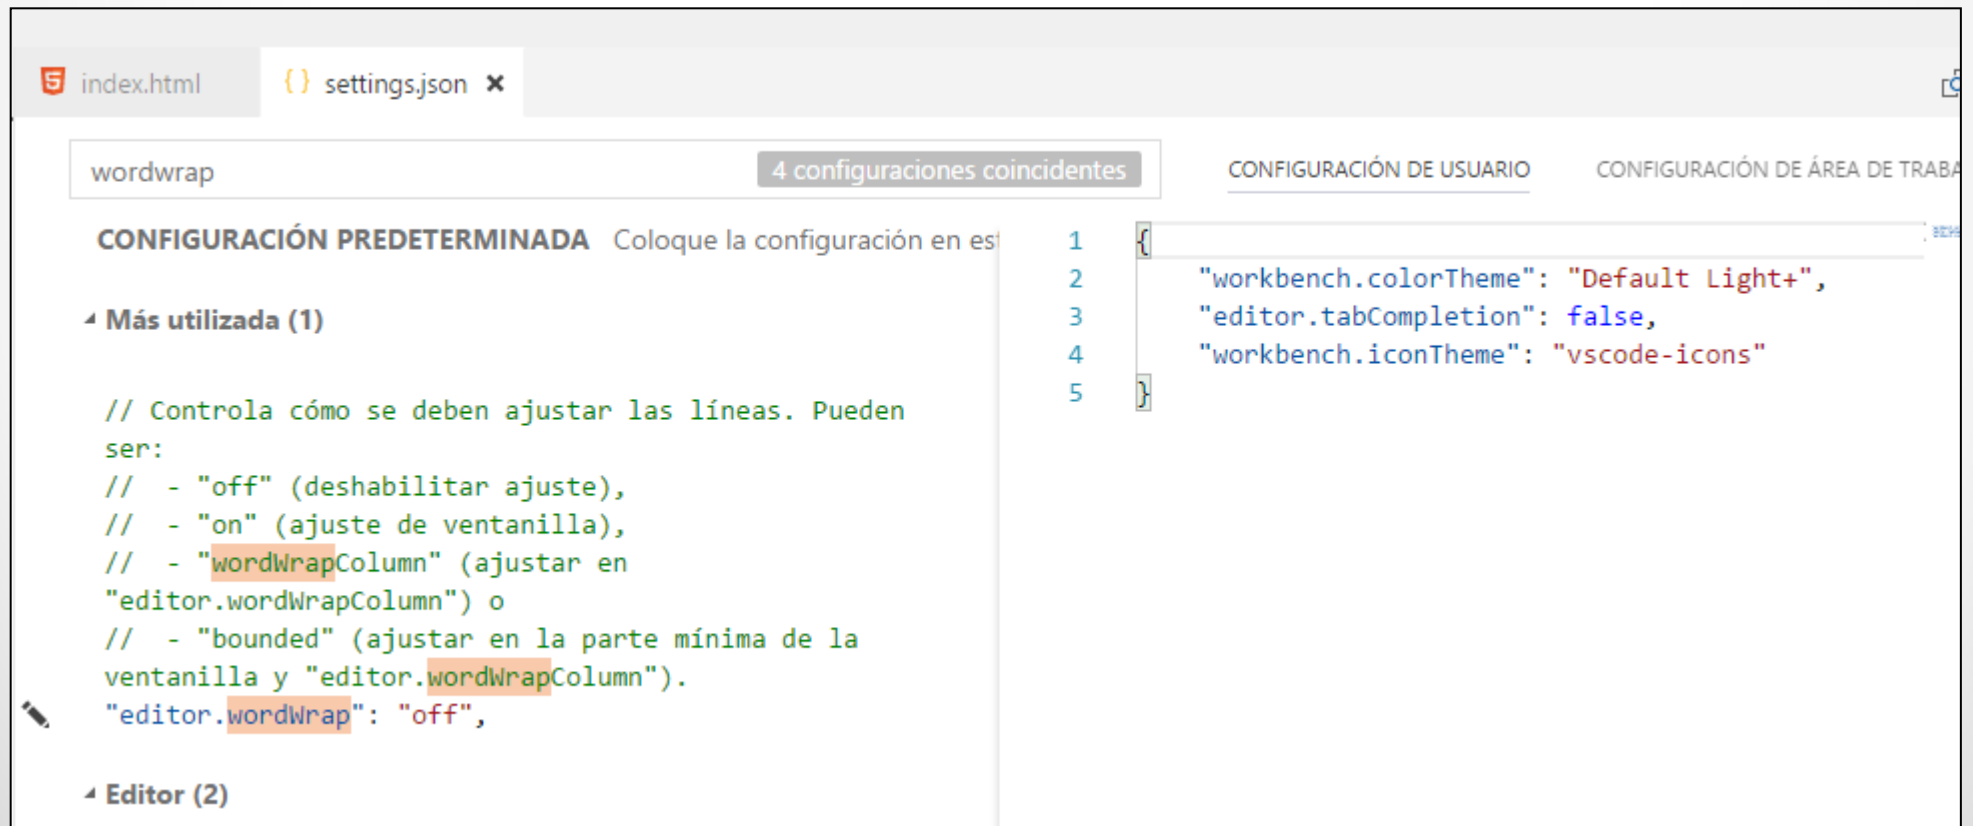 index.html
{} settings.json ✖
wordwrap
4 configuraciones coincidentes
CONFIGURACIÓN DE USUARIO
CONFIGURACIÓN DE ÁREA DE TRABA
CONFIGURACIÓN PREDETERMINADA Coloque la configuración en es
Más utilizada (1)
// Controla cómo se deben ajustar las líneas. Pueden
ser:
//  - "off" (deshabilitar ajuste),
//  - "on" (ajuste de ventanilla),
//  - "wordWrapColumn" (ajustar en
"editor.wordWrapColumn") o
//  - "bounded" (ajustar en la parte mínima de la
ventanilla y "editor.wordWrapColumn").
"editor.wordWrap": "off",
Editor (2)
1 {
2 "workbench.colorTheme": "Default Light+",
3 "editor.tabCompletion": false,
4 "workbench.iconTheme": "vscode-icons"
5 }